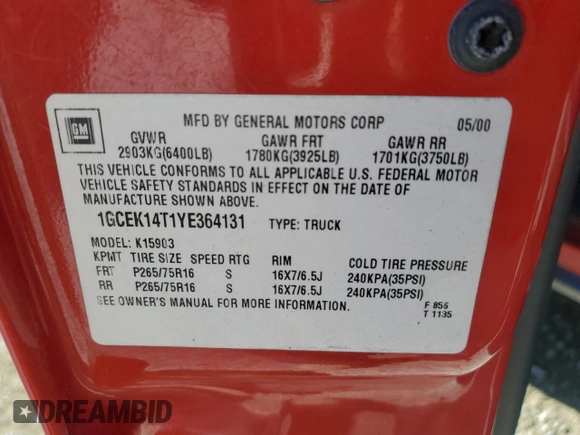 GM
MFD BY GENERAL MOTORS CORP 05/00
GVWR GAWR FRT GAWR RR
2903KG(6400LB) 1780KG(3925LB) 1701KG(3750LB)
THIS VEHICLE CONFORMS TO ALL APPLICABLE U.S. FEDERAL MOTOR
VEHICLE SAFETY STANDARDS IN EFFECT ON THE DATE OF
MANUFACTURE SHOWN ABOVE.
1GCEK14T1YE364131 TYPE: TRUCK
MODEL: K15903
KPMT TIRE SIZE SPEED RTG RIM COLD TIRE PRESSURE
FRT P265/75R16 S 16X7/6.5J 240KPA(35PSI)
RR P265/75R16 S 16X7/6.5J 240KPA(35PSI)
SEE OWNER'S MANUAL FOR MORE INFORMATION.
F 856
T 1135
DREAMBID